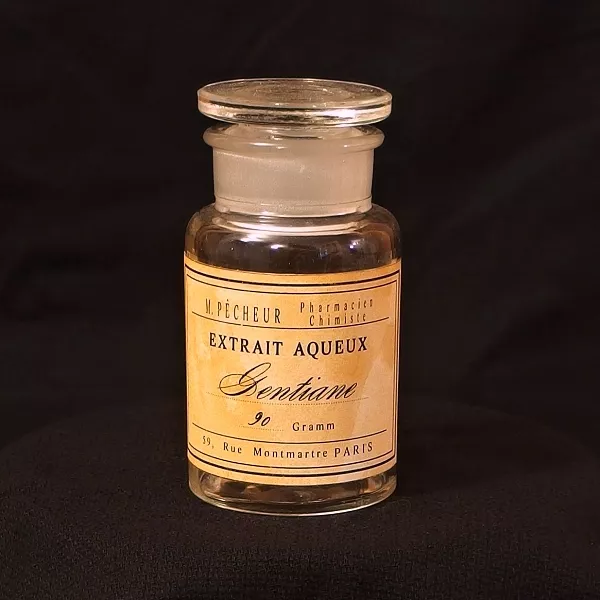 M. PÊCHEUR Pharmacien Chimiste
EXTRAIT AQUEUX
Gentiane
90 Gramm
59, Rue Montmartre PARIS